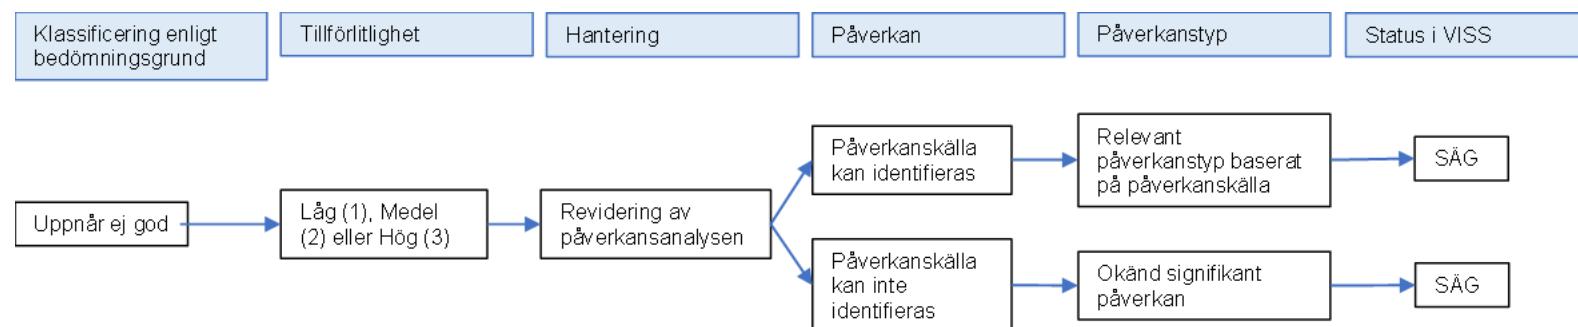 Klassificering enligt
bedömningsgrund
Tillförlitlighet
Hantering
Påverkan
Påverkanstyp
Status i VISS
Uppnår ej god
Låg (1), Medel
(2) eller Hög (3)
Revidering av
påverkansanalysen
Påverkanskälla
kan identifieras
Relevant
påverkanstyp baserat
på påverkanskälla
SÄG
Påverkanskälla
kan inte
identifieras
Okänd signifikant
påverkan
SÄG